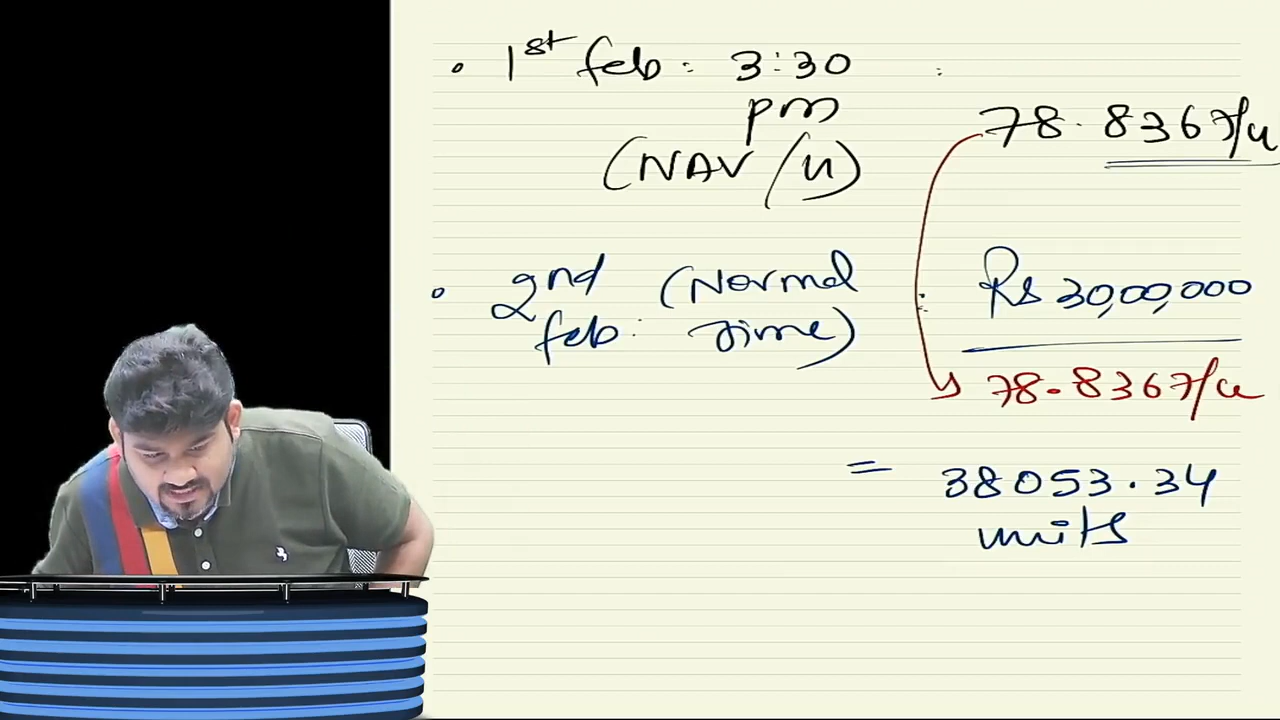 • 1st feb : 3:30 :
pm
78.8367/u
(NAV/u)
• 2nd (Normal : Rs 30,00,000
feb : Time)
78.8367/u
= 38053.34
units